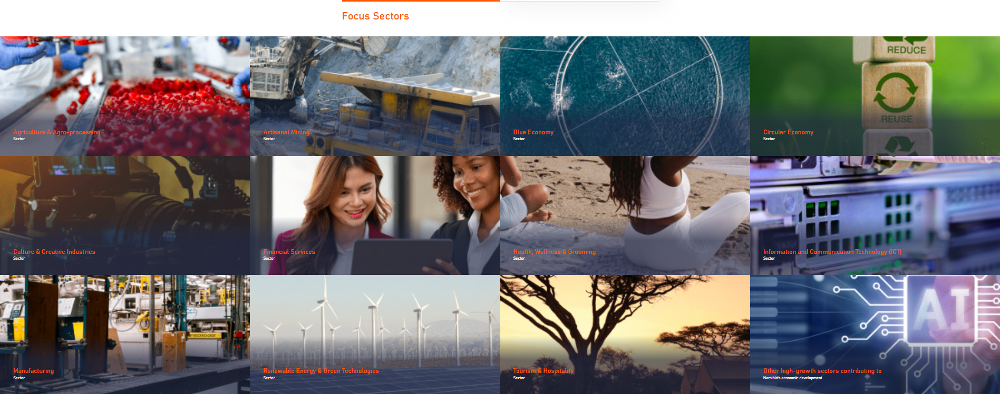 Focus Sectors
REDUCE
REUSE
Agriculture & Agro-processing
Sector
Artisanal Mining
Sector
Blue Economy
Sector
Circular Economy
Sector
Culture & Creative Industries
Sector
Financial Services
Sector
Health, Wellness & Grooming
Sector
Information and Communication Technology (ICT)
Sector
AI
Manufacturing
Sector
Renewable Energy & Green Technologies
Sector
Tourism & Hospitality
Sector
Other high-growth sectors contributing to
Namibia's economic development